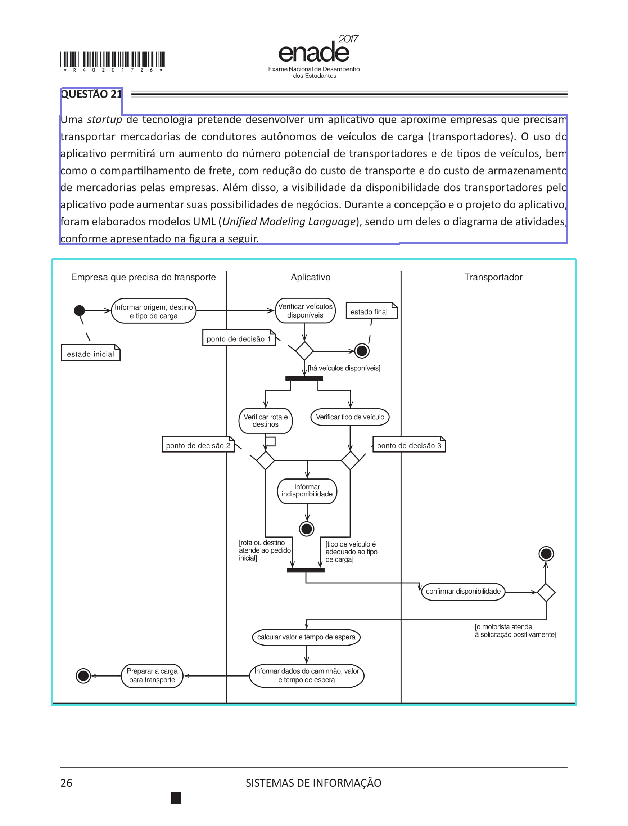 *R4020172 6*
enade 2017
Exame Nacional de Desempenho
dos Estudantes
QUESTÃO 21
Uma startup de tecnologia pretende desenvolver um aplicativo que aproxime empresas que precisam
transportar mercadorias de condutores autônomos de veículos de carga (transportadores). O uso do
aplicativo permitirá um aumento do número potencial de transportadores e de tipos de veículos, bem
como o compartilhamento de frete, com redução do custo de transporte e do custo de armazenamento
de mercadorias pelas empresas. Além disso, a visibilidade da disponibilidade dos transportadores pelo
aplicativo pode aumentar suas possibilidades de negócios. Durante a concepção e o projeto do aplicativo,
foram elaborados modelos UML (Unified Modeling Language), sendo um deles o diagrama de atividades,
conforme apresentado na figura a seguir.
Empresa que precisa do transporte
Aplicativo
Transportador
Informar origem, destino
e tipo de carga
Verificar veículos
disponíveis
estado final
estado inicial
ponto de decisão 1
[há veículos disponíveis]
Verificar rota e
destinos
Verificar tipo de veículo
ponto de decisão 2
ponto de decisão 3
Informar
indisponibilidade
[rota ou destino
atende ao pedido
inicial]
[tipo de veículo é
adequado ao tipo
de carga]
confirmar disponibilidade
[o motorista atenda
à solicitação positivamente]
calcular valor e tempo de espera
Preparar a carga
para transporte
Informar dados do caminhão, valor
e tempo de espera
26
SISTEMAS DE INFORMAÇÃO